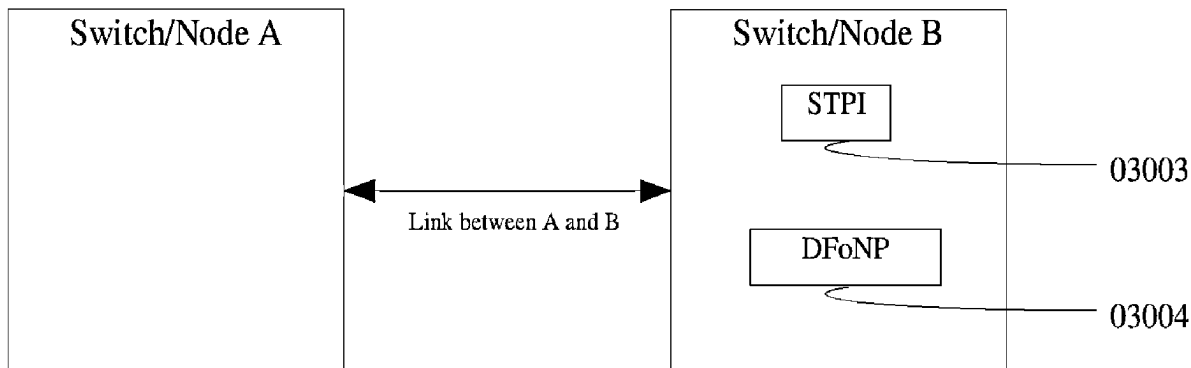 Switch/Node A
Switch/Node B
STPI
03003
Link between A and B
DFoNP
03004